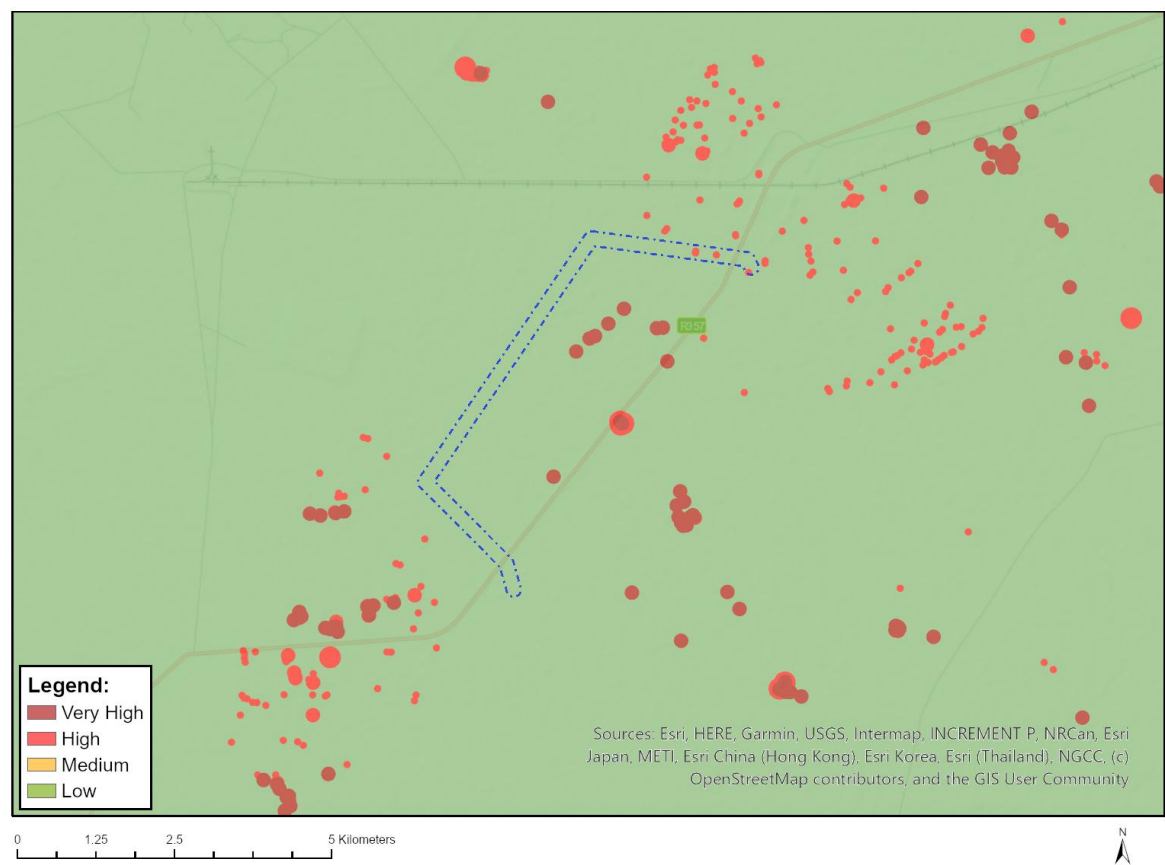 R357
Legend:
Very High
High
Medium
Low
Sources: Esri, HERE, Garmin, USGS, Intermap, INCREMENT P, NRCan, Esri
Japan, METI, Esri China (Hong Kong), Esri Korea, Esri (Thailand), NGCC, (c)
OpenStreetMap contributors, and the GIS User Community
0 1.25 2.5 5 Kilometers
N